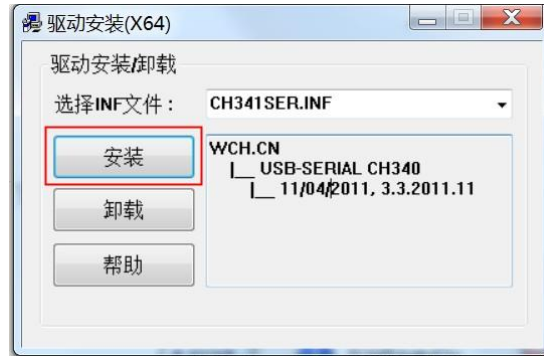 驱动安装(X64)
驱动安装/卸载
选择INF文件：
CH341SER.INF
安装
WCH.CN
|__ USB-SERIAL CH340
|__ 11/04/2011, 3.3.2011.11
卸载
帮助